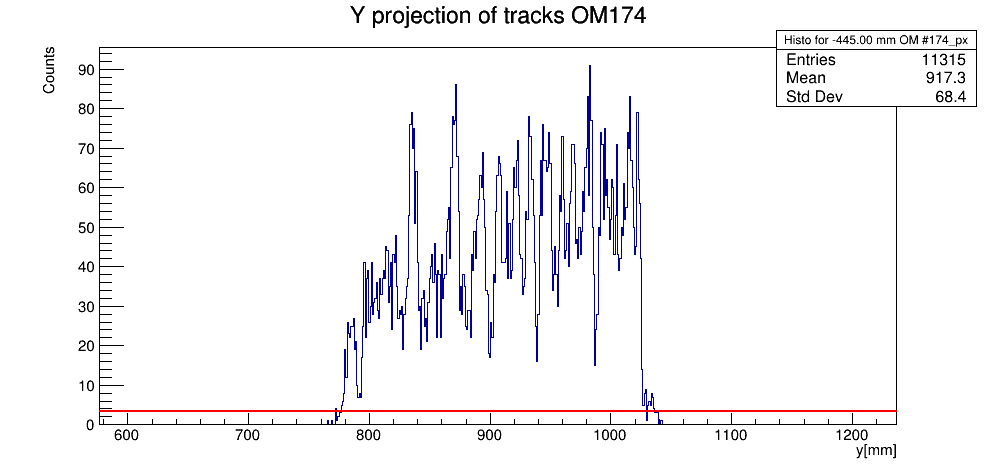 Y projection of tracks OM174
Histo for -445.00 mm OM #174_px
Entries 11315
Mean 917.3
Std Dev 68.4
Counts
90
80
70
60
50
40
30
20
10
0
600 700 800 900 1000 1100 1200
y[mm]